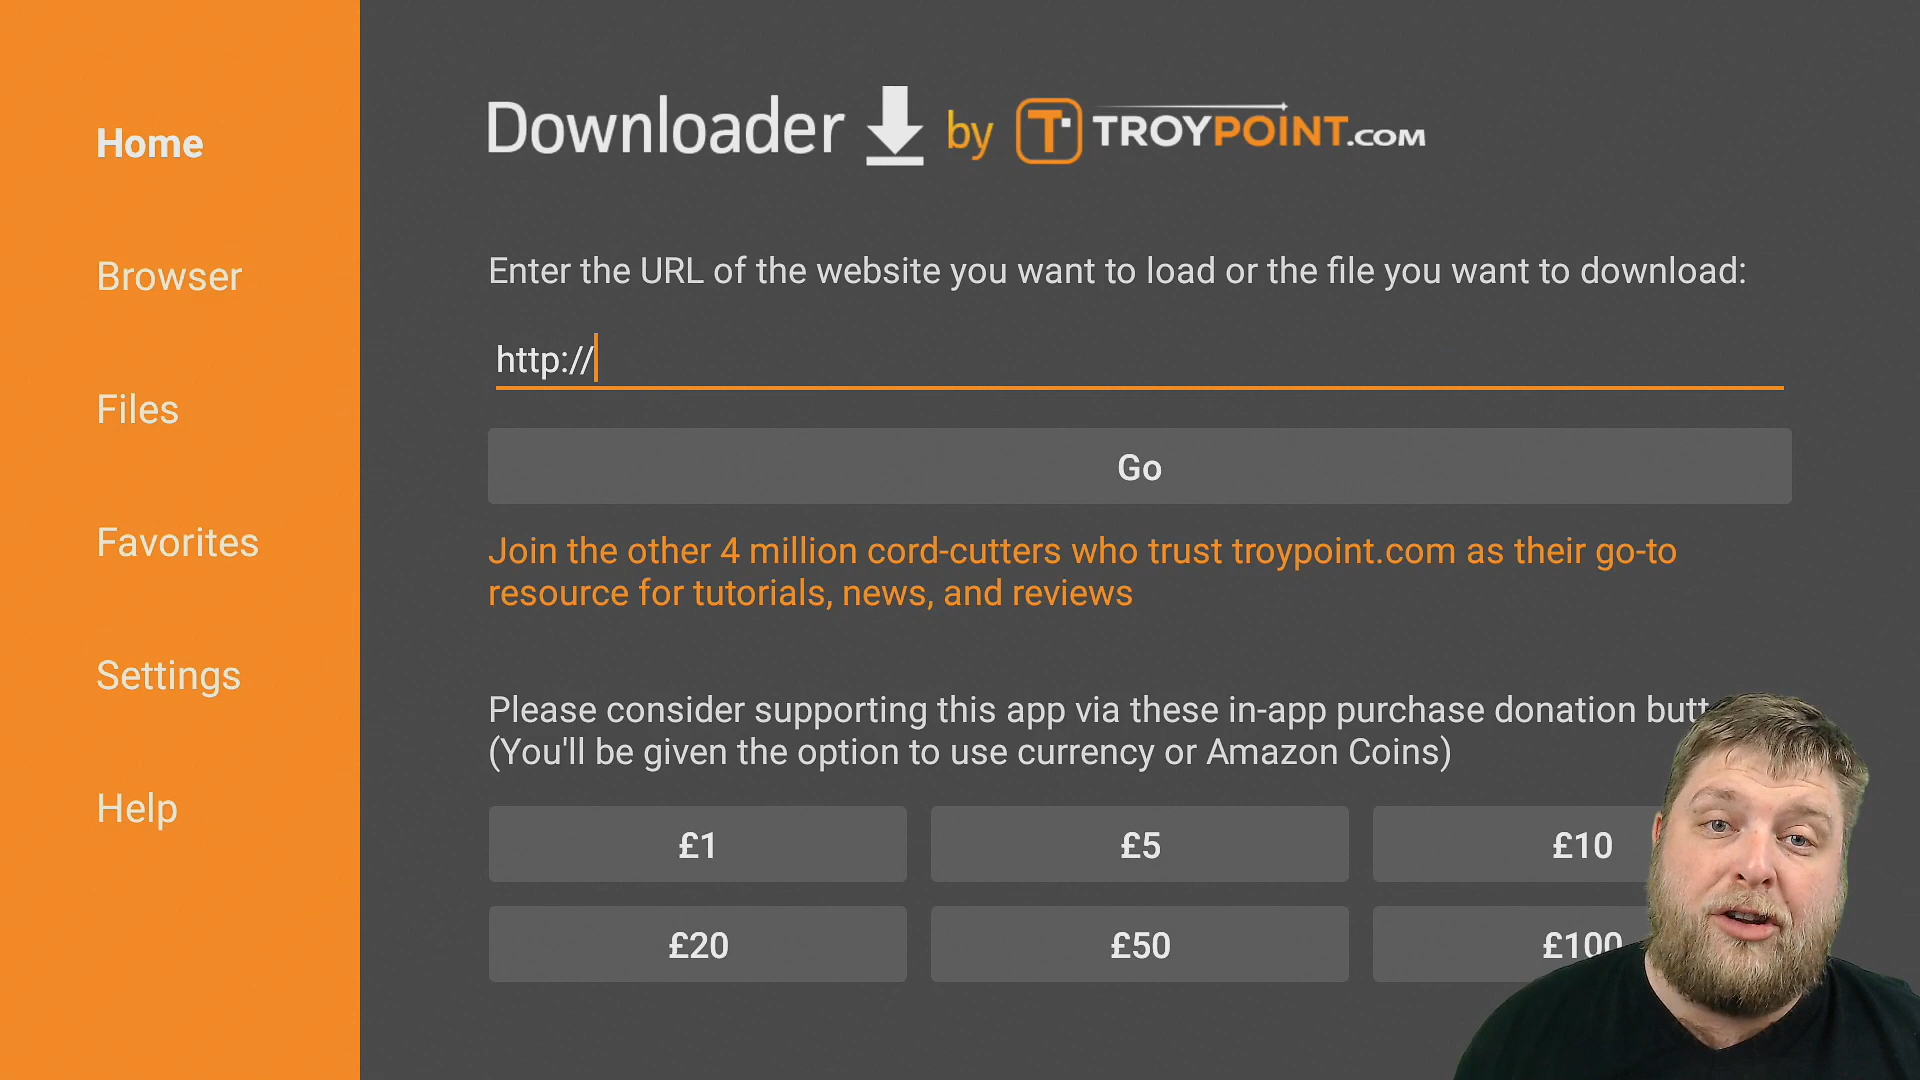 Home
Browser
Files
Favorites
Settings
Help
Downloader by TROYPOINT.COM
Enter the URL of the website you want to load or the file you want to download:
http://
Go
Join the other 4 million cord-cutters who trust troypoint.com as their go-to
resource for tutorials, news, and reviews
Please consider supporting this app via these in-app purchase donation butt
(You'll be given the option to use currency or Amazon Coins)
£1 £5 £10
£20 £50 £100